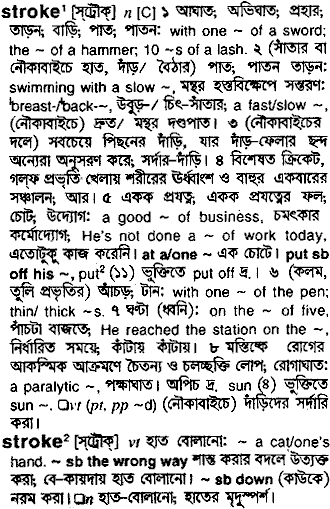 stroke¹ [স্ট্রৌক্] n [C] ১ আঘাত; অভিঘাত; প্রহার;
তাড়ন; বাড়ি; পাত; পাতন: with one ~ of a sword;
the ~ of a hammer; 10 ~s of a lash. ২ (সাঁতার বা
নৌকাবাইচে হাত, দাঁড়/ বৈঠার) পাত; পাতন তাড়ন:
swimming with a slow ~, মন্থর হস্তবিক্ষেপে সন্তরণ:
'breast-/'back-~, উবুড়-/ চিৎ-সাঁতার; a fast/slow ~,
(নৌকাবাইচে) দ্রুত/ মন্থর দণ্ডপাত। ৩ (নৌকাবাইচের
দলে) সবচেয়ে পিছনের দাঁড়ি, যার দাঁড়-ফেলার ছন্দ
অন্যেরা অনুসরণ করে; সর্দার-দাঁড়ি। ৪ বিশেষত ক্রিকেট,
গল্‌ফ প্রভৃতি খেলায় শরীরের ঊর্ধ্বাংশ ও বাহুর একবারের
সঞ্চালন; আর। ৫ একক প্রযত্ন; একক প্রযত্নের ফল;
চোট; উদ্যোগ: a good ~ of business, চমৎকার
কর্মোদ্যোগ; He's not done a ~ of work today,
এতোটুকু কাজ করেনি। at a/one ~ এক চোটে। put sb
off his ~, put² (১১) ভুক্তিতে put off দ্র.। ৬ (কলম,
তুলি প্রভৃতির) আঁচড়; টান: with one ~ of the pen;
thin/ thick ~s. ৭ ঘণ্টা (ধ্বনি): on the ~ of five,
পাঁচটা বাজতে; He reached the station on the ~,
নির্ধারিত সময়ে; কাঁটায় কাঁটায়। ৮ মস্তিষ্কে রোগের
আকস্মিক আক্রমণে চৈতন্য ও চলচ্ছক্তি লোপ; রোগাঘাত:
a paralytic ~, পক্ষাঘাত। অপিচ দ্র. sun (৪) ভুক্তিতে
sun ~. □vt (pt, pp ~d) (নৌকাবাইচে) দাঁড়িদের সর্দারি
করা।
stroke² [স্ট্রৌক্] vt হাত বোলানো: ~ a cat/one's
hand. ~ sb the wrong way শান্ত করার বদলে উত্যক্ত
করা; বে-কায়দায় হাত বোলানো। ~ sb down (কাউকে)
নরম করা। □n হাত-বোলানো; হাতের মৃদুস্পর্শ।